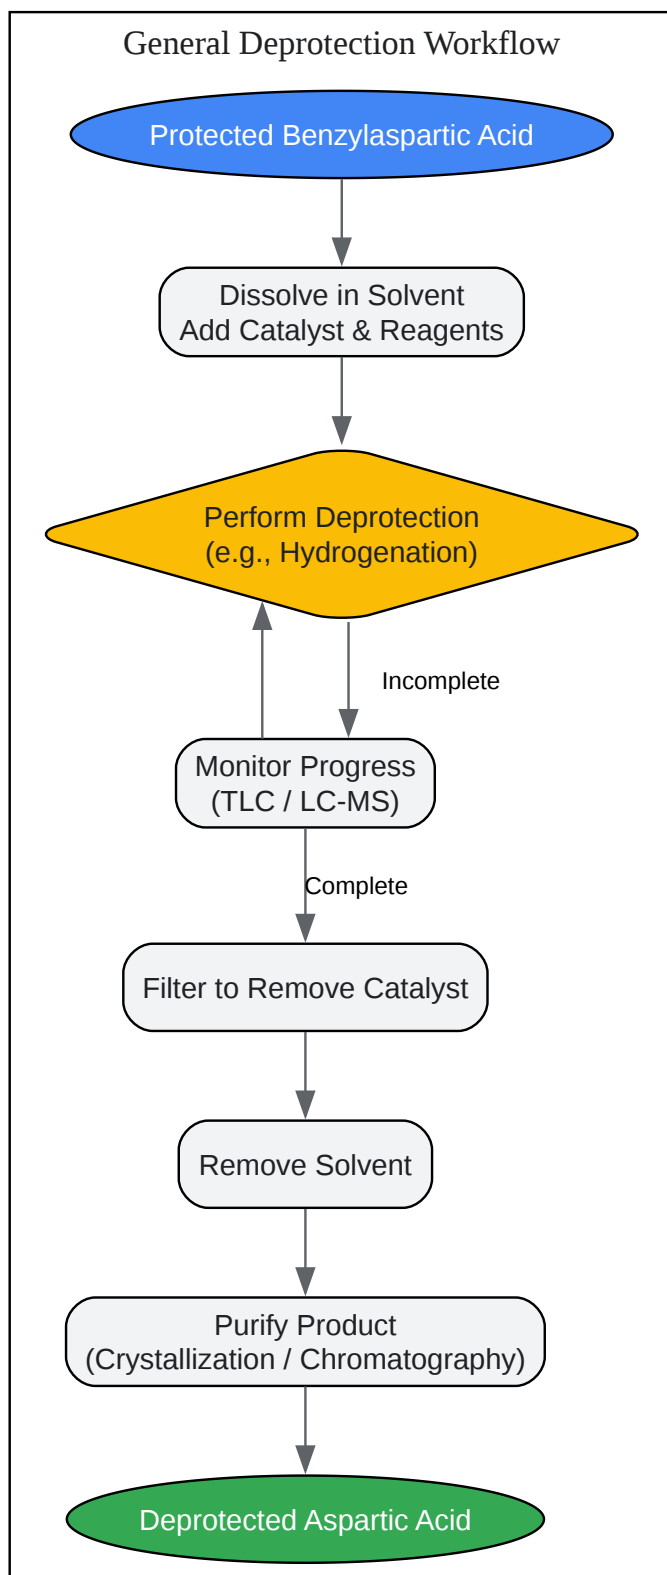 General Deprotection Workflow
Protected Benzylaspartic Acid
Dissolve in Solvent
Add Catalyst & Reagents
Perform Deprotection
(e.g., Hydrogenation)
Incomplete
Monitor Progress
(TLC / LC-MS)
Complete
Filter to Remove Catalyst
Remove Solvent
Purify Product
(Crystallization / Chromatography)
Deprotected Aspartic Acid